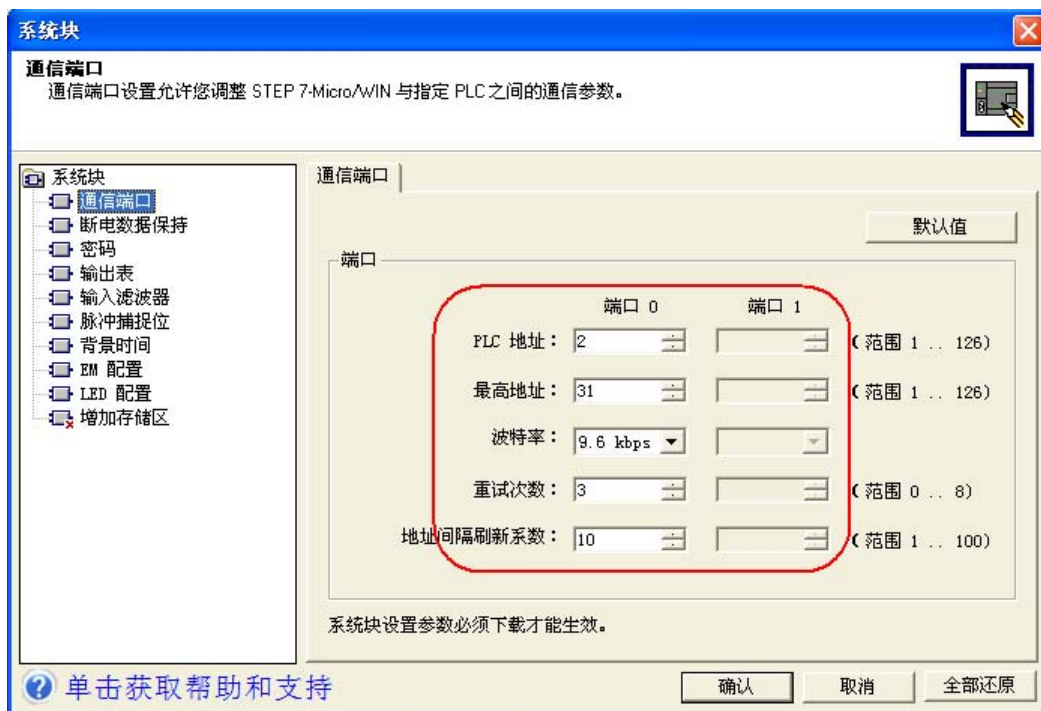 系统块
通信端口
通信端口设置允许您调整 STEP 7-Micro/WIN 与指定 PLC 之间的通信参数。
系统块
通信端口
断电数据保持
密码
输出表
输入滤波器
脉冲捕捉位
背景时间
EM 配置
LED 配置
增加存储区
通信端口
默认值
端口
端口 0 端口 1
PLC 地址： 2 (范围 1 .. 126)
最高地址： 31 (范围 1 .. 126)
波特率： 9.6 kbps
重试次数： 3 (范围 0 .. 8)
地址间隔刷新系数： 10 (范围 1 .. 100)
系统块设置参数必须下载才能生效。
单击获取帮助和支持
确认 取消 全部还原